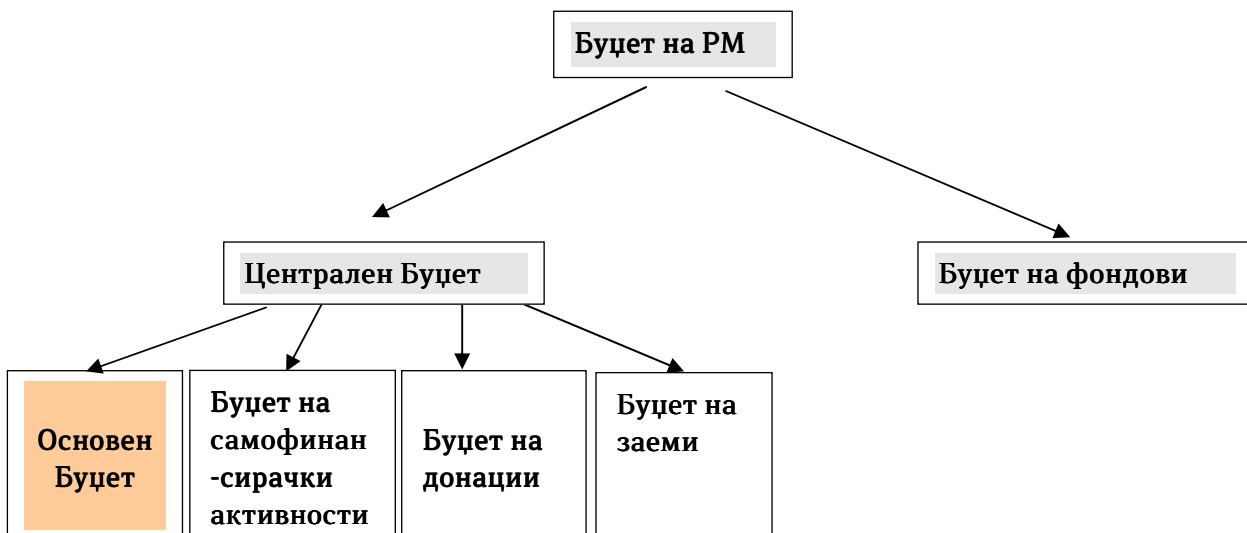 Буџет на РМ
Централен Буџет
Буџет на фондови
Основен
Буџет
Буџет на
самофинан
-сирачки
активности
Буџет на
донации
Буџет на
заеми